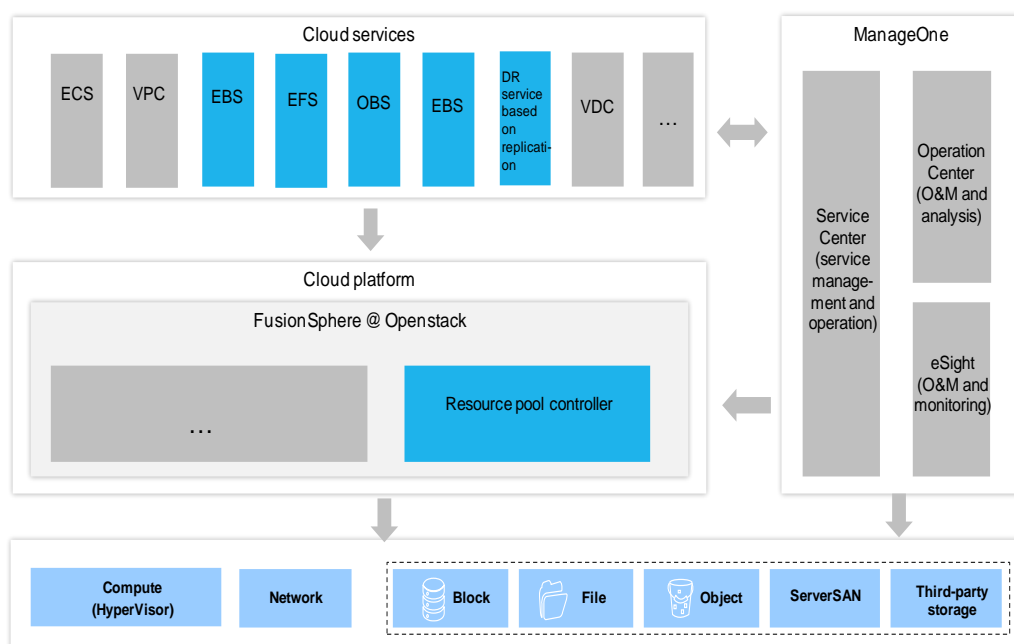 Cloud services
ECS
VPC
EBS
EFS
OBS
EBS
DR
service
based
on
replicati-
on
VDC
...
ManageOne
Service
Center
(service
manage-
ment and
operation)
Operation
Center
(O&M and
analysis)
eSight
(O&M and
monitoring)
Cloud platform
FusionSphere @ Openstack
...
Resource pool controller
Compute
(HyperVisor)
Network
Block
File
Object
ServerSAN
Third-party
storage